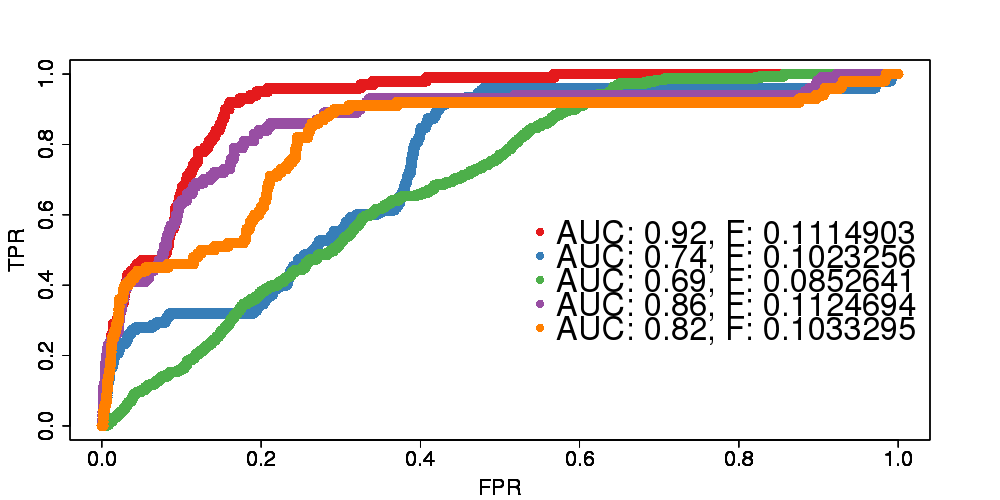 1.0
0.8
0.6
0.4
0.2
0.0
TPR
AUC: 0.92, F: 0.1114903
AUC: 0.74, F: 0.1023256
AUC: 0.69, F: 0.0852641
AUC: 0.86, F: 0.1124694
AUC: 0.82, F: 0.1033295
0.0 0.2 0.4 0.6 0.8 1.0
FPR